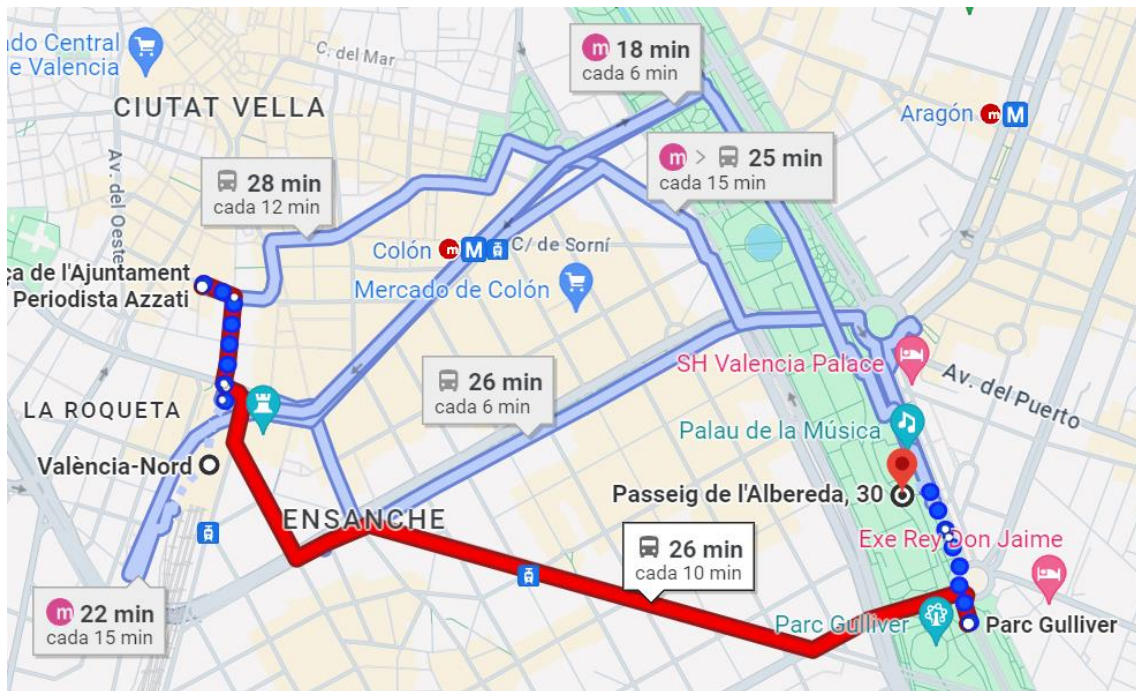 m 18 min
cada 6 min
C. del Mar
ado Central
e Valencia
CIUTAT VELLA
Aragón m M
m > 25 min
cada 15 min
Av. del Oeste
28 min
cada 12 min
Colón m M
C/ de Sorní
ça de l'Ajuntament
Periodista Azzati
Mercado de Colón
SH Valencia Palace
Av. del Puerto
26 min
cada 6 min
LA ROQUETA
Palau de la Música
València-Nord
Passeig de l'Albereda, 30
ENSANCHE
Exe Rey Don Jaime
26 min
cada 10 min
m 22 min
cada 15 min
Parc Gulliver
Parc Gulliver